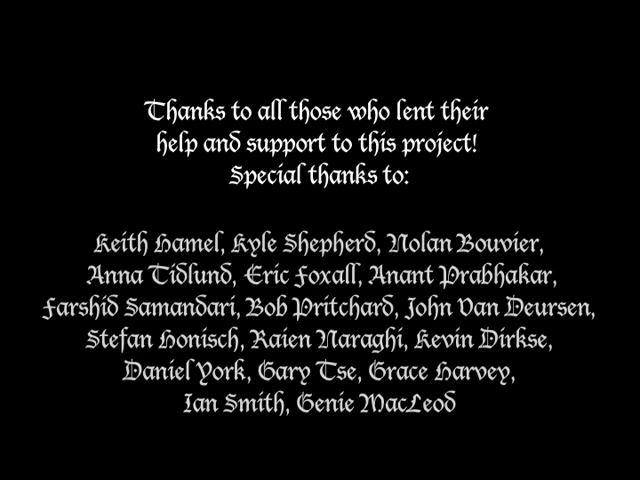 Thanks to all those who lent their
help and support to this project!
Special thanks to:
Keith Hamel, Kyle Shepherd, Nolan Bouvier,
Anna Tidlund, Eric Foxall, Anant Prabhakar,
Farshid Samandari, Bob Pritchard, John Van Deursen,
Stefan Honisch, Raien Naraghi, Kevin Dirkse,
Daniel York, Gary Tse, Grace Harvey,
Ian Smith, Genie MacLeod